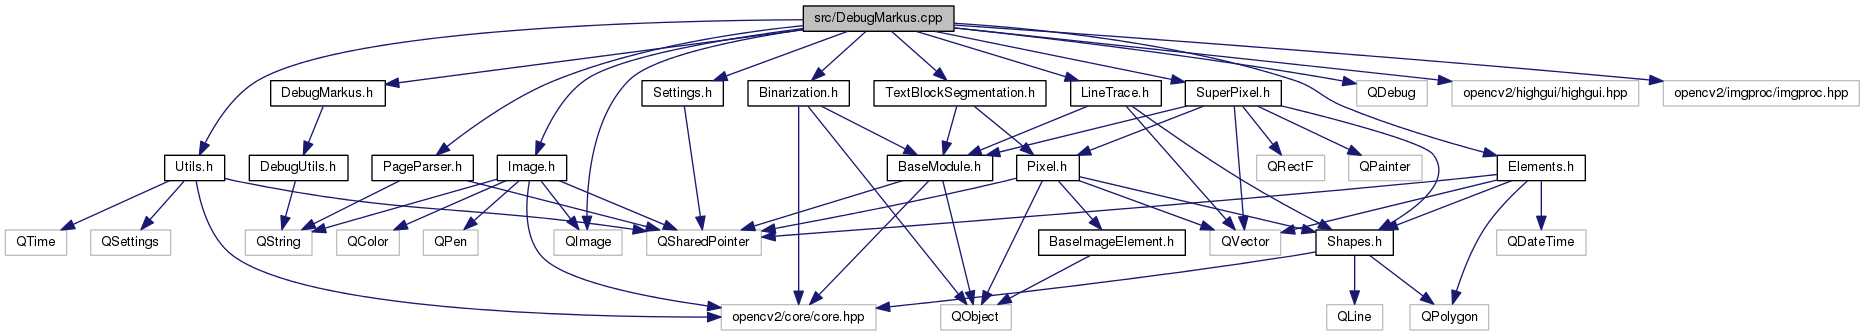 src/DebugMarkus.cpp
DebugMarkus.h
Settings.h
Binarization.h
TextBlockSegmentation.h
LineTrace.h
SuperPixel.h
QDebug
opencv2/highgui/highgui.hpp
opencv2/imgproc/imgproc.hpp
Utils.h
DebugUtils.h
PageParser.h
Image.h
BaseModule.h
Pixel.h
QRectF
QPainter
Elements.h
QTime
QSettings
QString
QColor
QPen
QImage
QSharedPointer
BaseImageElement.h
QVector
Shapes.h
QDateTime
opencv2/core/core.hpp
QObject
QLine
QPolygon